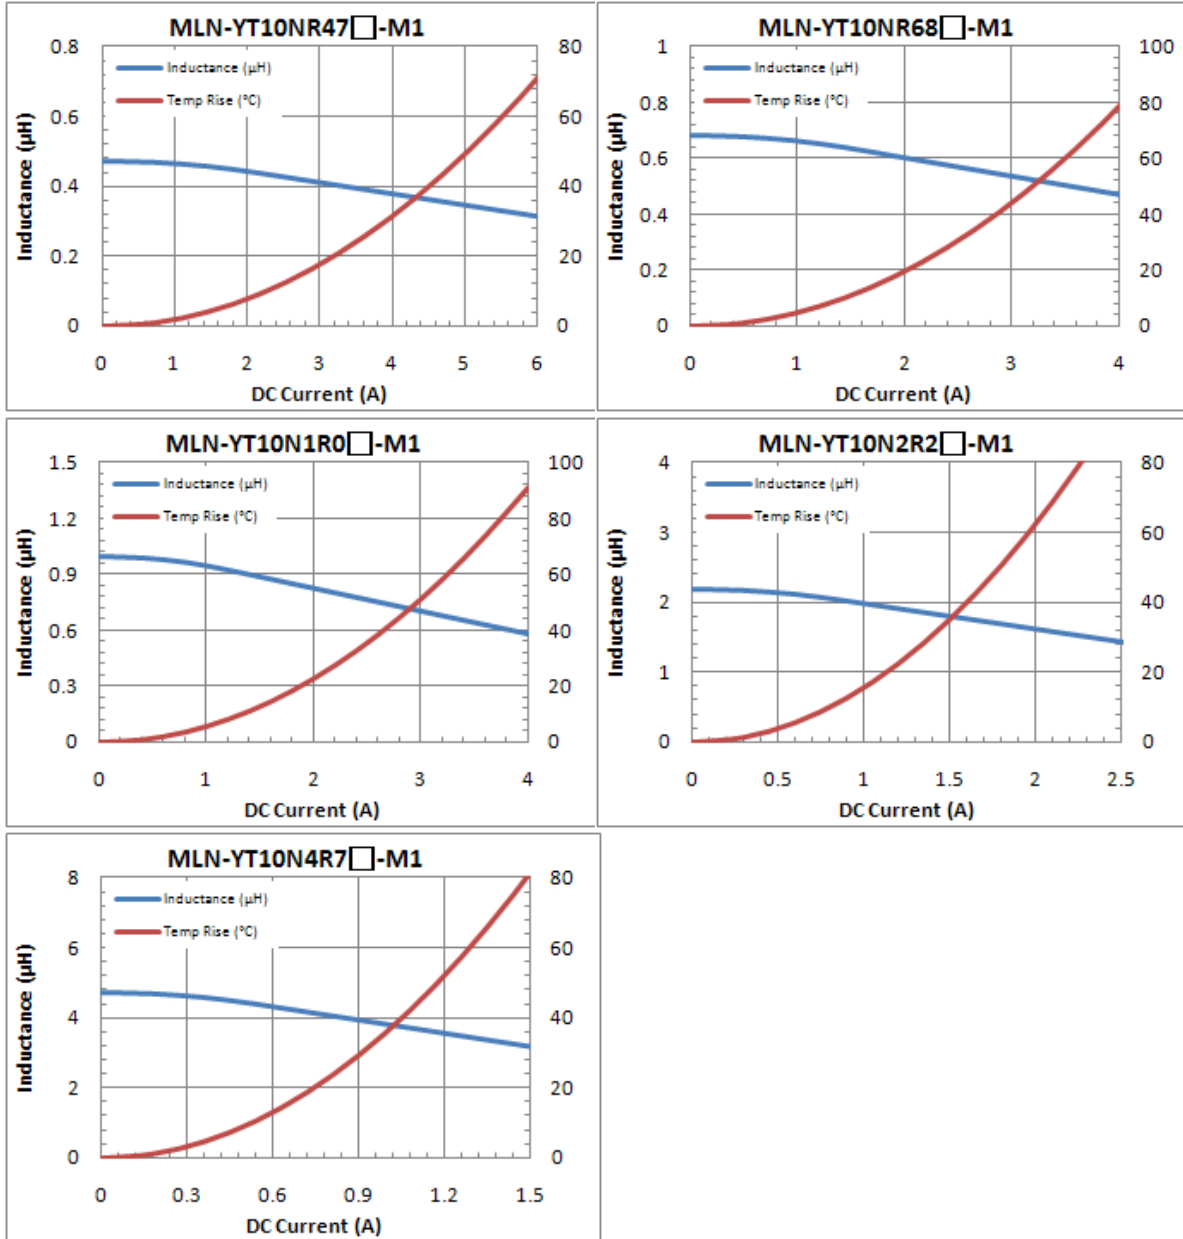 MLN-YT10NR47□-M1
0.8
80
Inductance (µH)
Temp Rise (°C)
0.6
60
0.4
40
0.2
20
0
0
Inductance (µH)
0 1 2 3 4 5 6
DC Current (A)
MLN-YT10NR68□-M1
1
100
Inductance (µH)
Temp Rise (°C)
0.8
80
0.6
60
0.4
40
0.2
20
0
0
Inductance (µH)
0 1 2 3 4
DC Current (A)
MLN-YT10N1R0□-M1
1.5
100
Inductance (µH)
Temp Rise (°C)
1.2
80
0.9
60
0.6
40
0.3
20
0
0
Inductance (µH)
0 1 2 3 4
DC Current (A)
MLN-YT10N2R2□-M1
4
80
Inductance (µH)
Temp Rise (°C)
3
60
2
40
1
20
0
0
Inductance (µH)
0 0.5 1 1.5 2 2.5
DC Current (A)
MLN-YT10N4R7□-M1
8
80
Inductance (µH)
Temp Rise (°C)
6
60
4
40
2
20
0
0
Inductance (µH)
0 0.3 0.6 0.9 1.2 1.5
DC Current (A)